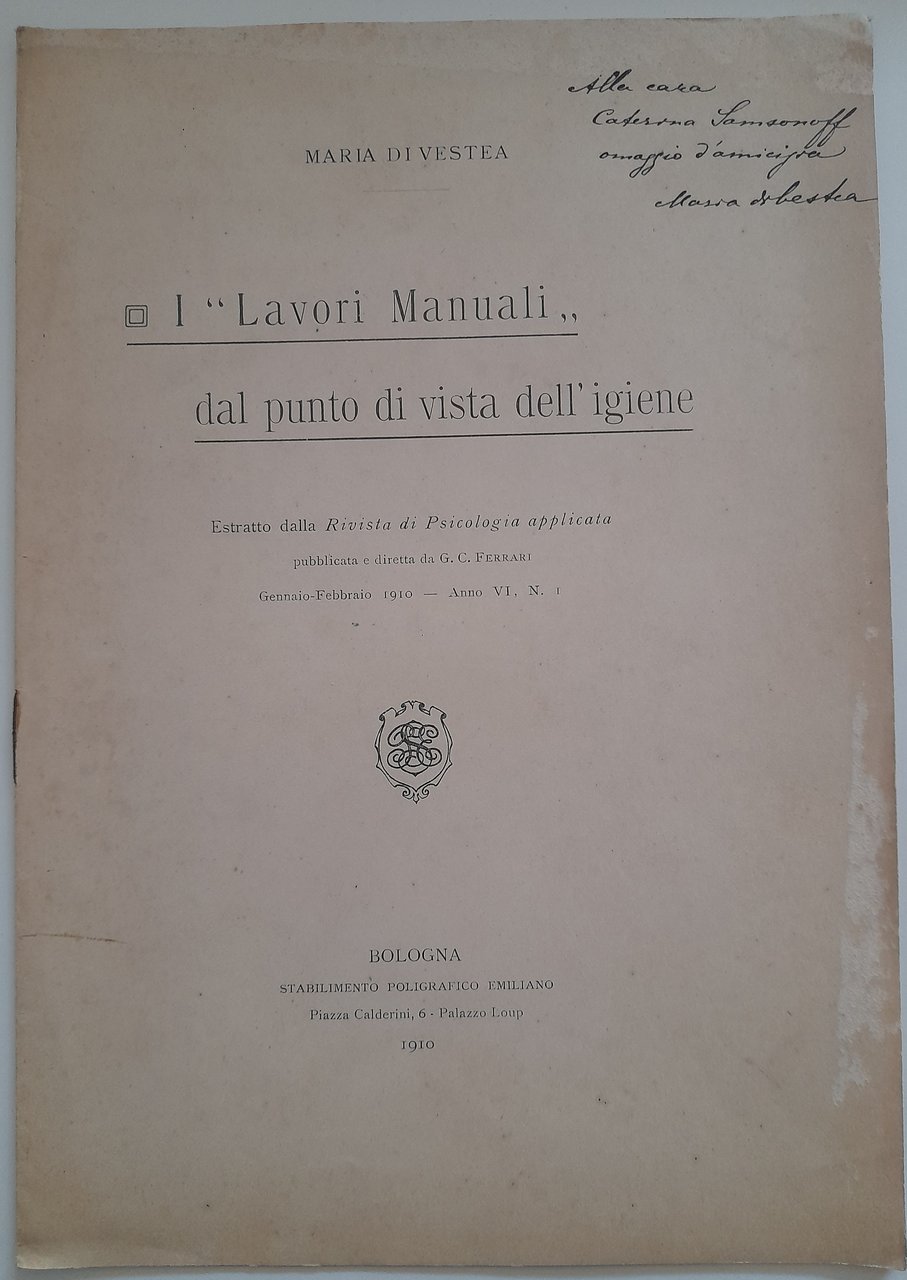 Alla cara
Caterina Samsonoff
omaggio d'amicizia
Maria di Vestea
MARIA DI VESTEA
I “Lavori Manuali„
dal punto di vista dell'igiene
Estratto dalla Rivista di Psicologia applicata
pubblicata e diretta da G. C. FERRARI
Gennaio-Febbraio 1910 — Anno VI, N. 1
BOLOGNA
STABILIMENTO POLIGRAFICO EMILIANO
Piazza Calderini, 6 - Palazzo Loup
1910